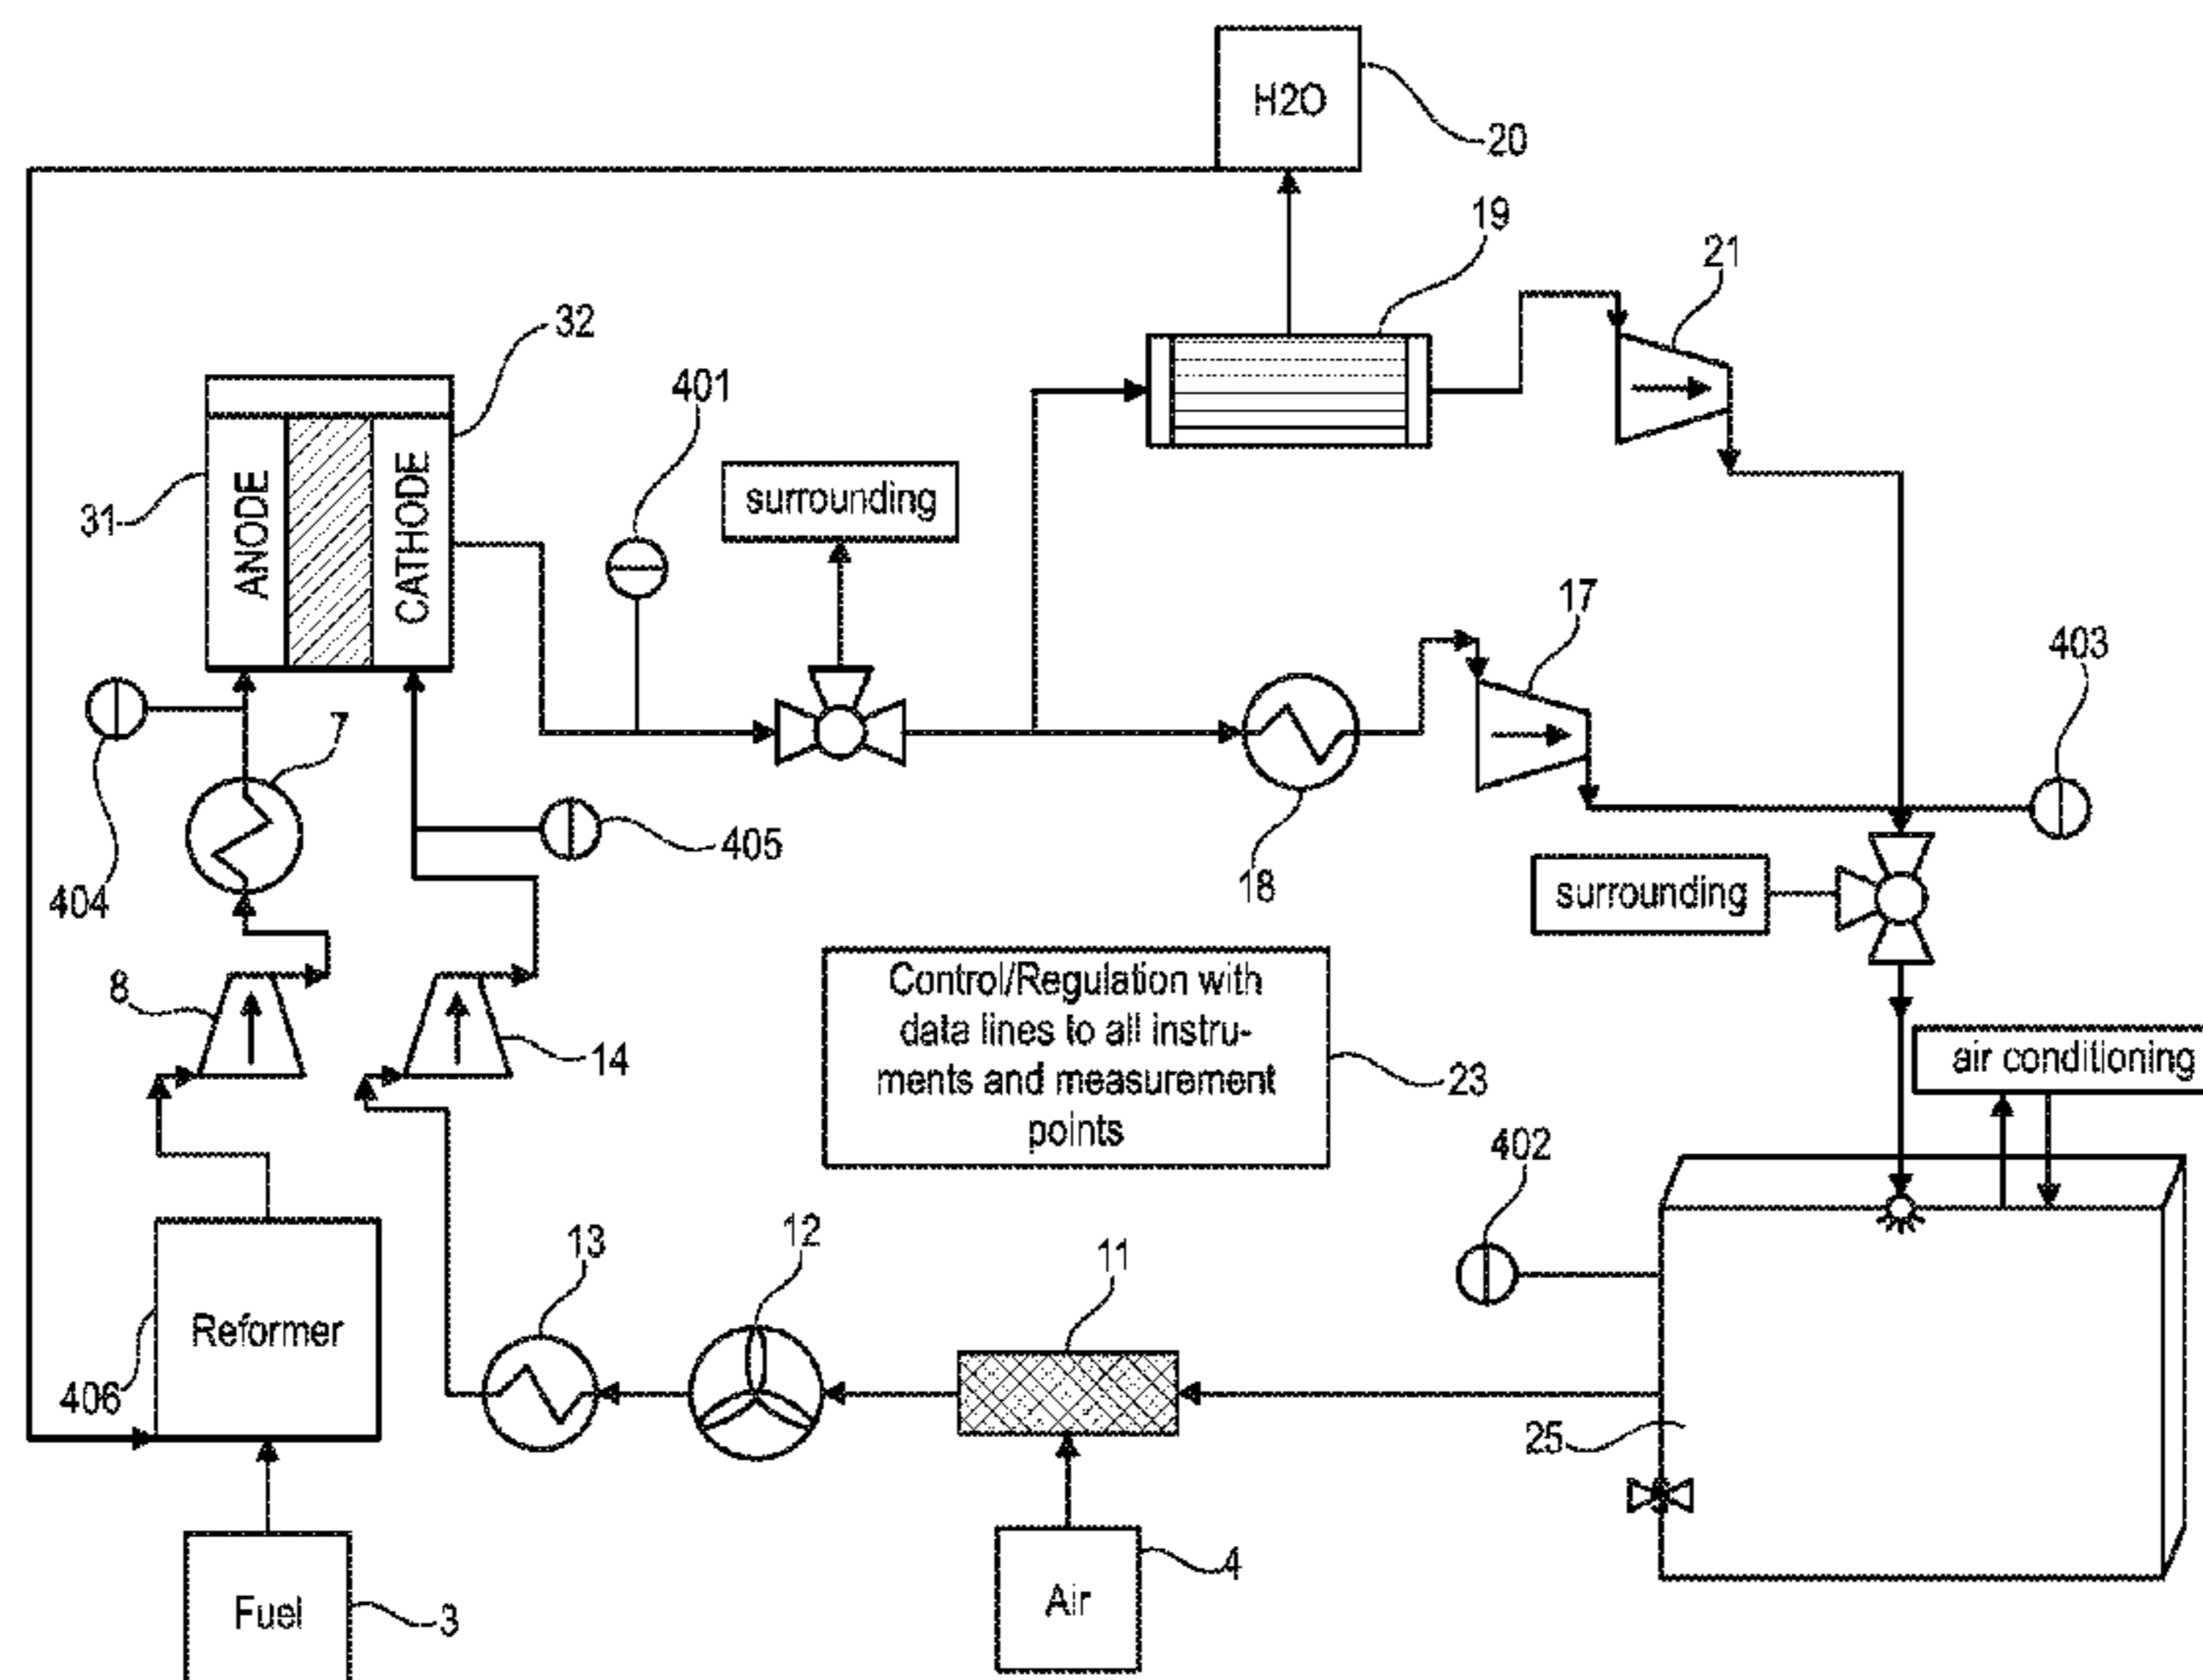 H2O
20
19
21
32
401
surrounding
31
ANODE
CATHODE
17
403
404
7
405
18
surrounding
8
14
Control/Regulation with
data lines to all instru-
ments and measurement
points
23
air conditioning
402
13
12
11
Reformer
406
25
Fuel
3
Air
4